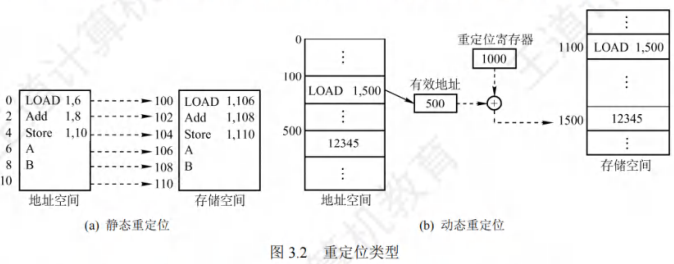 0 LOAD 1,6 100 LOAD 1,106
2 Add 1,8 102 Add 1,108
4 Store 1,10 104 Store 1,110
6 A 106 A
8 B 108 B
10 110
地址空间 存储空间
(a) 静态重定位
0
⋮
100
LOAD 1,500
⋮
500
12345
⋮
地址空间
有效地址
500
重定位寄存器
1000
+
⋮
1100 LOAD 1,500
⋮
1500 12345
⋮
存储空间
(b) 动态重定位
图 3.2 重定位类型